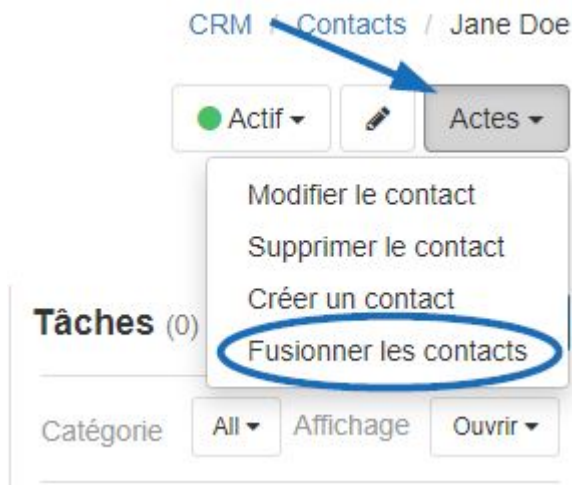 CRM / Contacts / Jane Doe
Actif Actes
Modifier le contact
Supprimer le contact
Créer un contact
Tâches (0)
Fusionner les contacts
Catégorie All Affichage Ouvrir